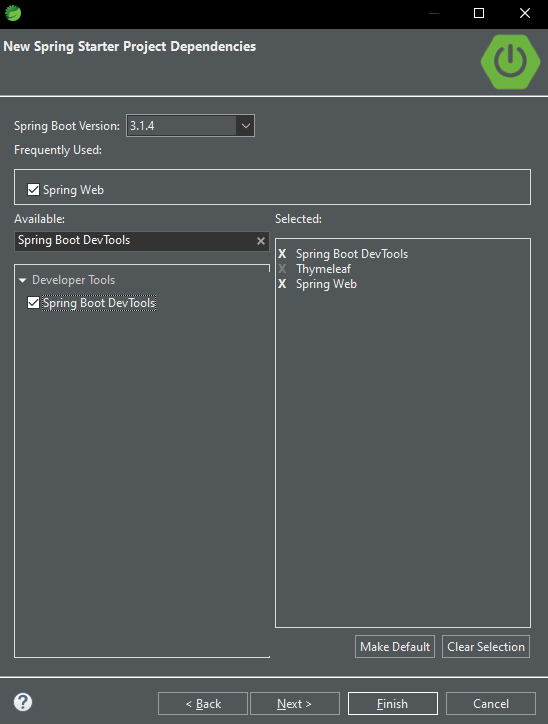 New Spring Starter Project Dependencies
Spring Boot Version: 3.1.4
Frequently Used:
Spring Web
Available:
Selected:
Spring Boot DevTools
X Spring Boot DevTools
X Thymeleaf
X Spring Web
Developer Tools
Spring Boot DevTools
Make Default
Clear Selection
?
< Back
Next >
Finish
Cancel